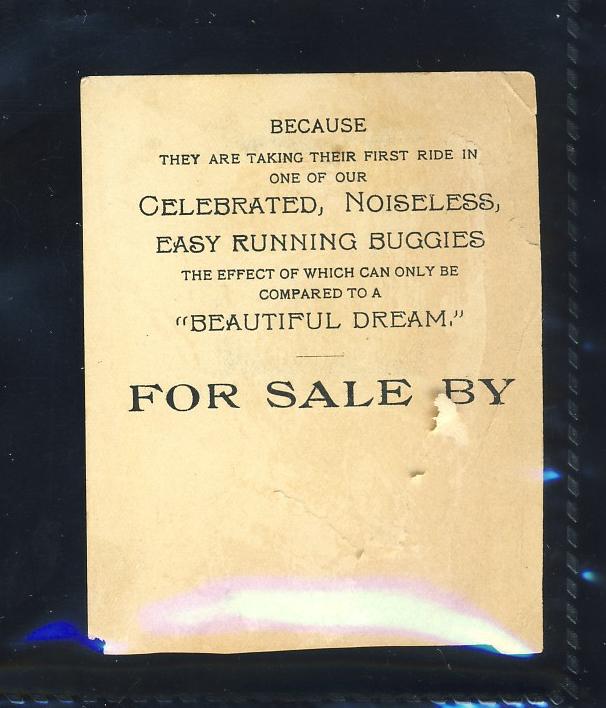 BECAUSE
THEY ARE TAKING THEIR FIRST RIDE IN
ONE OF OUR
CELEBRATED, NOISELESS,
EASY RUNNING BUGGIES
THE EFFECT OF WHICH CAN ONLY BE
COMPARED TO A
"BEAUTIFUL DREAM."
FOR SALE BY